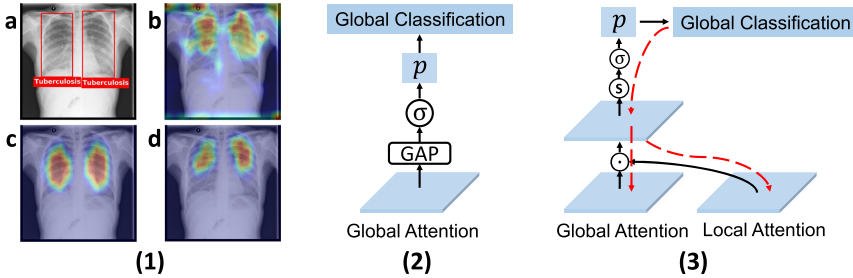 a
b
Tuberculosis Tuberculosis
c
d
(1)
Global Classification
p
σ
GAP
Global Attention
(2)
p
Global Classification
σ
S
Global Attention
Local Attention
(3)